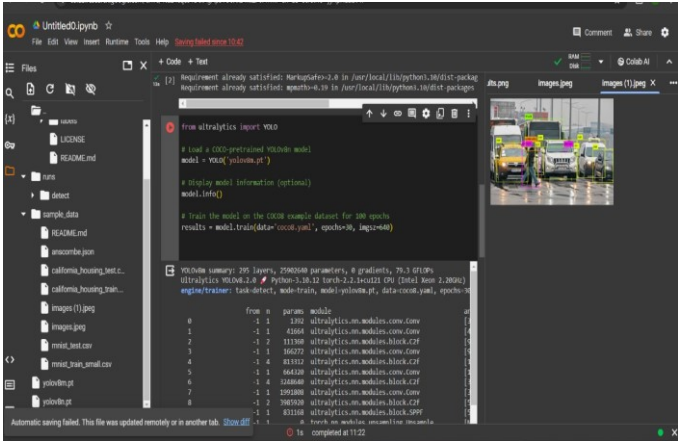 Untitled0.ipynb
File Edit View Insert Runtime Tools Help Saving failed since 10:42
Comment Share
Files
+ Code + Text
RAM
Disk
Colab AI
{x}
LICENSE
README.md
runs
detect
sample_data
README.md
anscombe.json
california_housing_test.c...
california_housing_train...
images (1).jpeg
images.jpeg
mnist_test.csv
mnist_train_small.csv
yolov8m.pt
yolov8n.pt
[2] Requirement already satisfied: MarkupSafe>=2.0 in /usr/local/lib/python3.10/dist-packag
Requirement already satisfied: mpmath>=0.19 in /usr/local/lib/python3.10/dist-packages
from ultralytics import YOLO
# Load a COCO-pretrained YOLOv8n model
model = YOLO('yolov8m.pt')
# Display model information (optional)
model.info()
# Train the model on the COCO8 example dataset for 100 epochs
results = model.train(data='coco8.yaml', epochs=30, imgsz=640)
YOLOv8m summary: 295 layers, 25902640 parameters, 0 gradients, 79.3 GFLOPs
Ultralytics YOLOv8.2.0 🚀 Python-3.10.12 torch-2.2.1+cu121 CPU (Intel Xeon 2.20GHz)
engine/trainer: task=detect, mode=train, model=yolov8m.pt, data=coco8.yaml, epochs=30
from n params module ar
0 -1 1 1392 ultralytics.nn.modules.conv.Conv
1 -1 1 41664 ultralytics.nn.modules.conv.Conv
2 -1 2 111360 ultralytics.nn.modules.block.C2f
3 -1 1 166272 ultralytics.nn.modules.conv.Conv
4 -1 4 813312 ultralytics.nn.modules.block.C2f
5 -1 1 664320 ultralytics.nn.modules.conv.Conv
6 -1 4 3248640 ultralytics.nn.modules.block.C2f
7 -1 1 1991808 ultralytics.nn.modules.conv.Conv
-1 2 3985920 ultralytics.nn.modules.block.C2f
-1 1 831168 ultralytics.nn.modules.block.SPPF
lts.png images.jpeg images (1).jpeg X
Automatic saving failed. This file was updated remotely or in another tab. Show diff
1s completed at 11:22